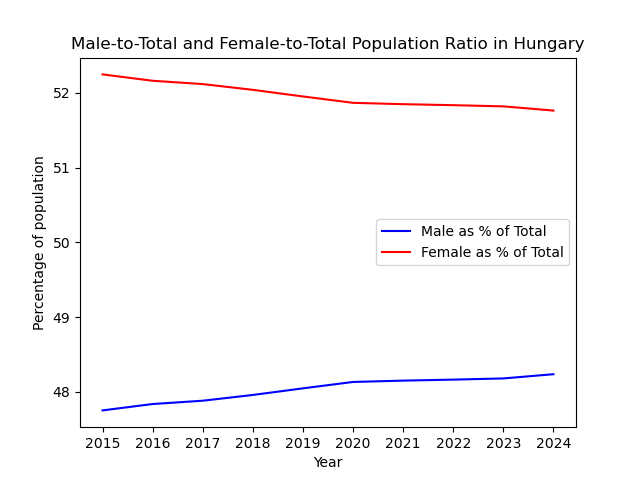 Male-to-Total and Female-to-Total Population Ratio in Hungary
Percentage of population
52
51
50
49
48
Male as % of Total
Female as % of Total
2015 2016 2017 2018 2019 2020 2021 2022 2023 2024
Year